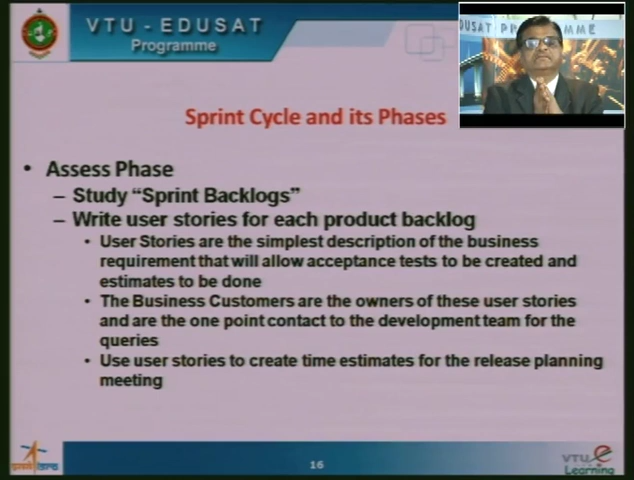 VTU - EDUSAT
Programme
EDUSAT PROGRAMME
Sprint Cycle and its Phases
• Assess Phase
– Study “Sprint Backlogs”
– Write user stories for each product backlog
• User Stories are the simplest description of the business
requirement that will allow acceptance tests to be created and
estimates to be done
• The Business Customers are the owners of these user stories
and are the one point contact to the development team for the
queries
• Use user stories to create time estimates for the release planning
meeting
16
VTU e
Learning